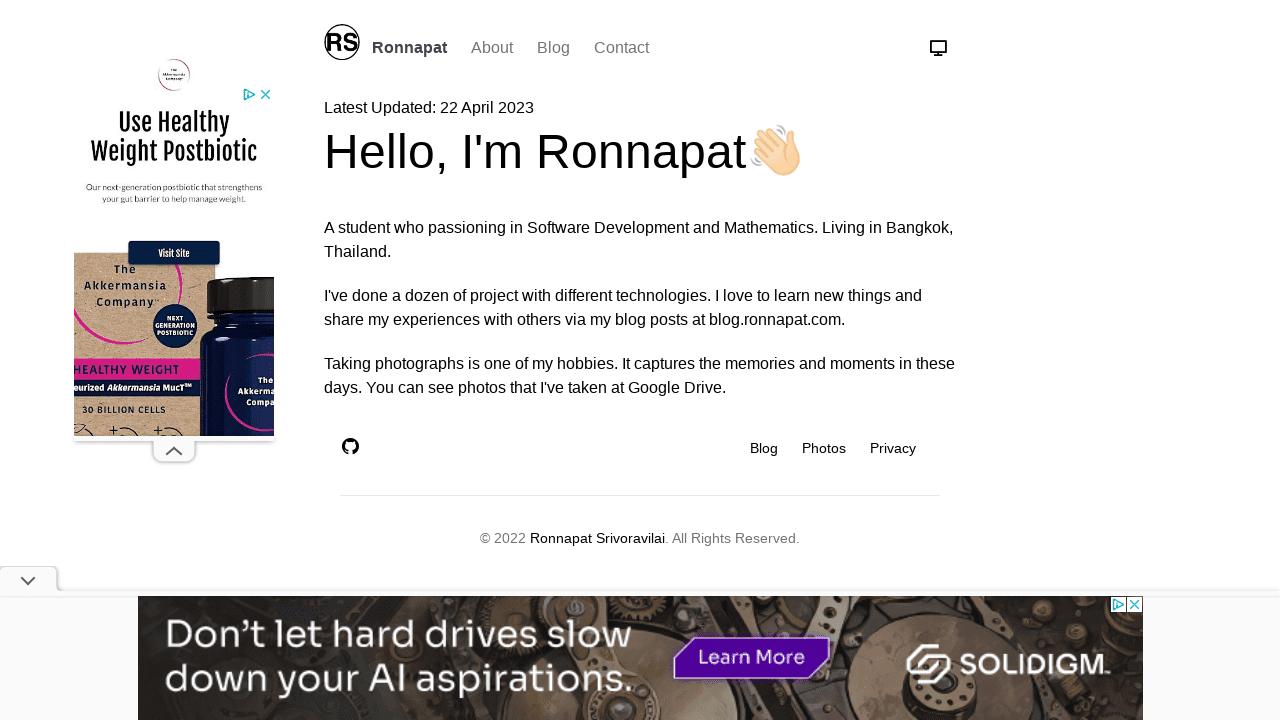 RS Ronnapat About Blog Contact
Latest Updated: 22 April 2023
Hello, I'm Ronnapat
A student who passioning in Software Development and Mathematics. Living in Bangkok,
Thailand.
I've done a dozen of project with different technologies. I love to learn new things and
share my experiences with others via my blog posts at blog.ronnapat.com.
Taking photographs is one of my hobbies. It captures the memories and moments in these
days. You can see photos that I've taken at Google Drive.
Blog Photos Privacy
© 2022 Ronnapat Srivoravilai. All Rights Reserved.
The
Akkermansia
Company
Use Healthy
Weight Postbiotic
Our next-generation postbiotic that strengthens
your gut barrier to help manage weight.
Visit Site
The
Akkermansia
Company™
NEXT
GENERATION
POSTBIOTIC
HEALTHY WEIGHT
eurized Akkermansia MucT™
30 BILLION CELLS
The
Akkerma
Compa
Don't let hard drives slow
down your AI aspirations.
Learn More
SOLIDIGM